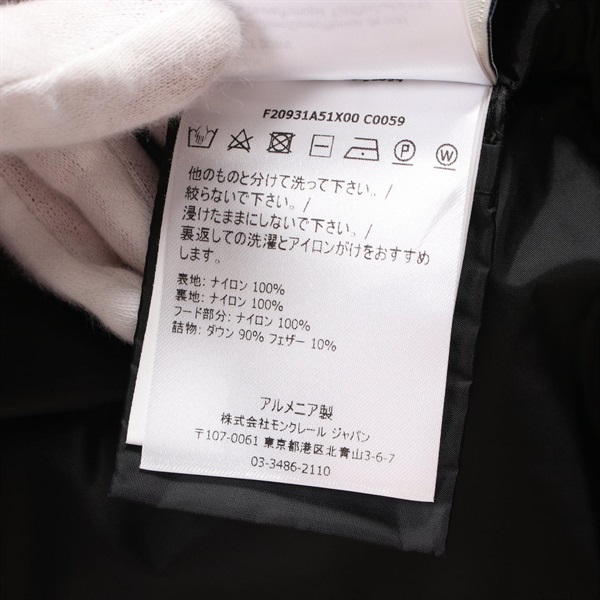 F20931A51X00 C0059
P
W
他のものと分けて洗って下さい. /
絞らないで下さい。/
浸けたままにしないで下さい。/
裏返しての洗濯とアイロンがけをおすすめ
します。
表地: ナイロン 100%
裏地: ナイロン 100%
フード部分: ナイロン 100%
詰物: ダウン 90% フェザー 10%
アルメニア製
株式会社モンクレール ジャパン
〒107-0061 東京都港区北青山3-6-7
03-3486-2110